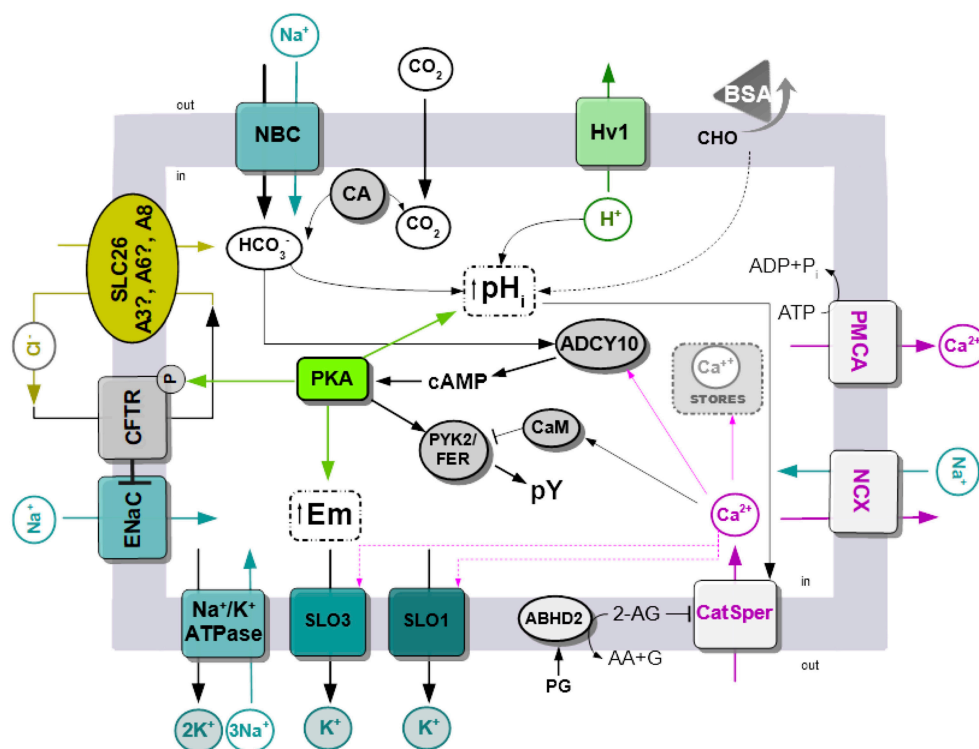 Na⁺
CO₂
BSA
out
NBC
Hv1
CHO
in
CA
SLC26
A3?, A6?, A8
HCO₃⁻
CO₂
H⁺
↑pHᵢ
ADP+Pᵢ
ATP
PMCA
Ca²⁺
Cl⁻
P
PKA
cAMP
ADCY10
Ca⁺⁺
STORES
CFTR
PYK2/
FER
CaM
pY
Na⁺
ENaC
↑Em
Ca²⁺
NCX
Na⁺
in
Na⁺/K⁺
ATPase
SLO3
SLO1
ABHD2
2-AG
CatSper
AA+G
out
PG
2K⁺
3Na⁺
K⁺
K⁺